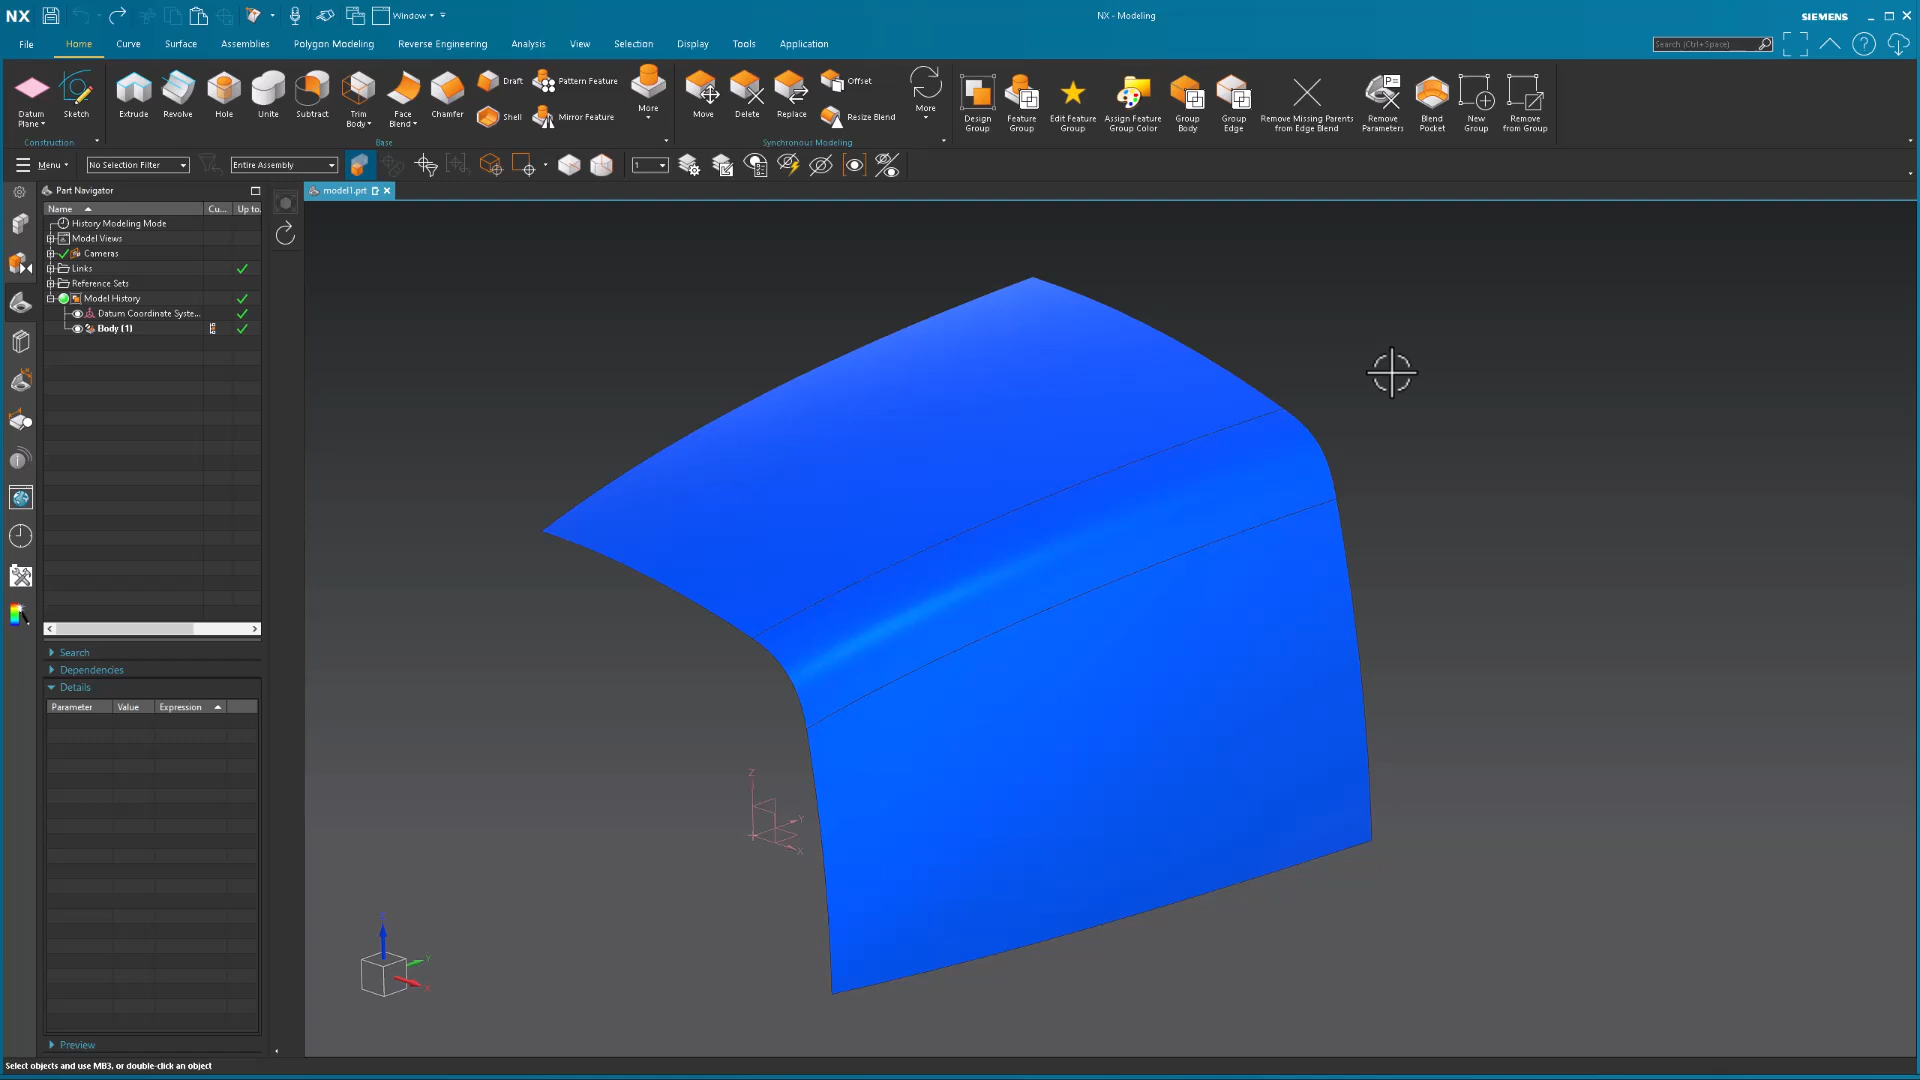 NX
Window
NX - Modeling
SIEMENS
File
Home
Curve
Surface
Assemblies
Polygon Modeling
Reverse Engineering
Analysis
View
Selection
Display
Tools
Application
Search (Ctrl+Space)
Datum
Plane
Sketch
Construction
Extrude
Revolve
Hole
Unite
Subtract
Trim
Body
Face
Blend
Chamfer
Draft
Shell
Pattern Feature
Mirror Feature
More
Base
Move
Delete
Replace
Offset
Resize Blend
More
Synchronous Modeling
Design
Group
Feature
Group
Edit Feature
Group
Assign Feature
Group Color
Group
Body
Group
Edge
Remove Missing Parents
from Edge Blend
P=
Remove
Parameters
Blend
Pocket
New
Group
Remove
from Group
Menu
No Selection Filter
Entire Assembly
1
Part Navigator
model1.prt
Name
Cu...
Up to.
History Modeling Mode
Model Views
Cameras
Links
Reference Sets
Model History
Datum Coordinate Syste...
Body (1)
Search
Dependencies
Details
Parameter
Value
Expression
Preview
Z
Y
X
Z
Y
X
Select objects and use MB3, or double-click an object